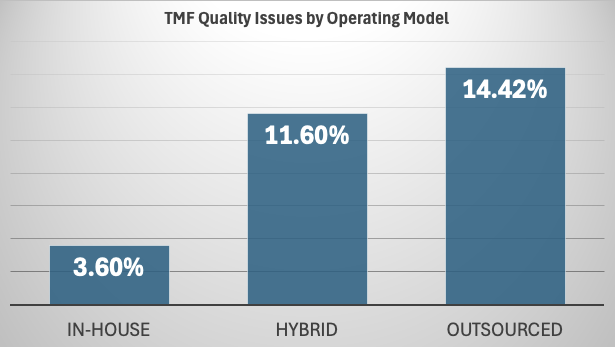 TMF Quality Issues by Operating Model
14.42%
11.60%
3.60%
IN-HOUSE HYBRID OUTSOURCED